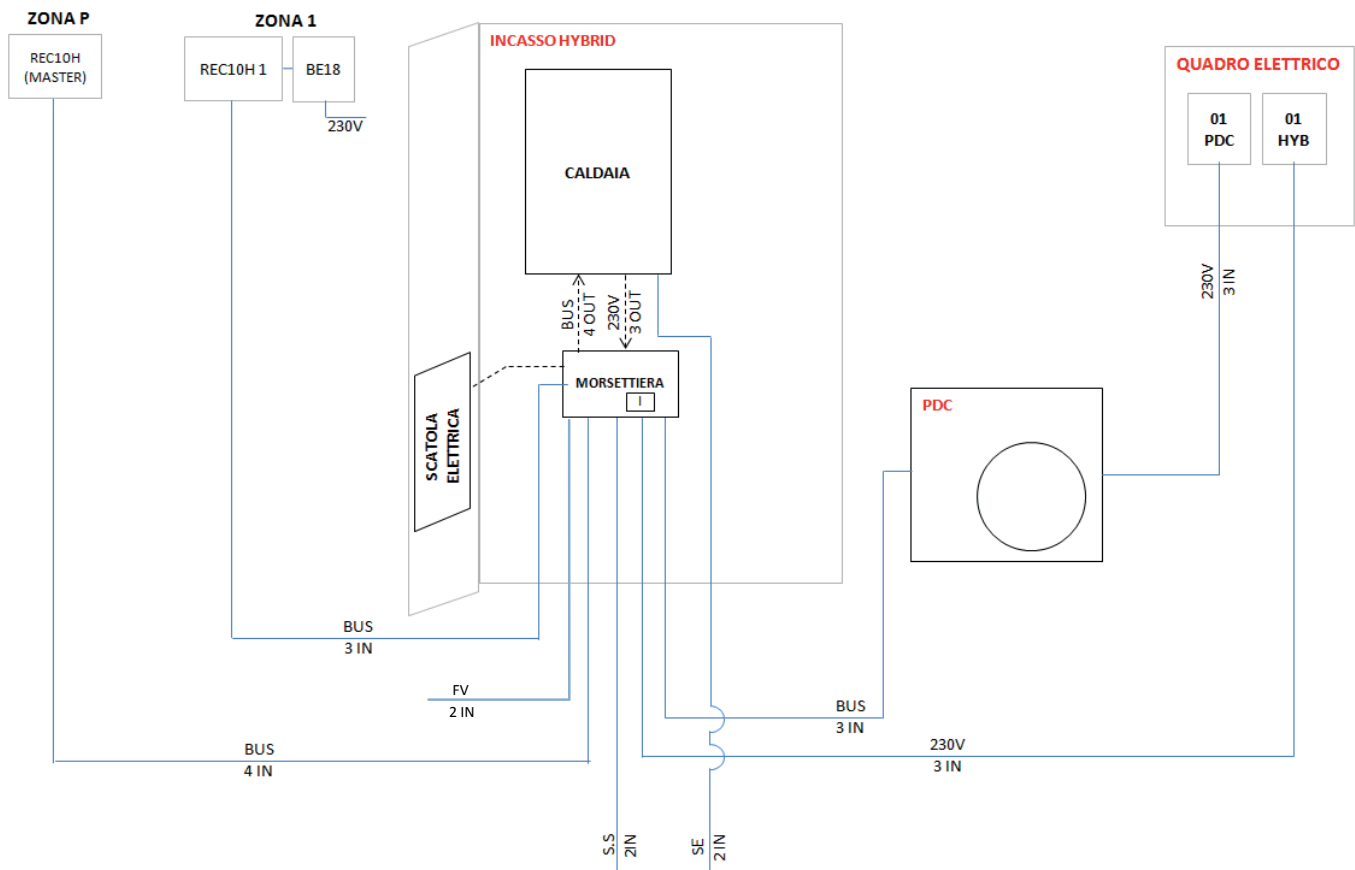 ZONA P
REC10H
(MASTER)
ZONA 1
REC10H 1
BE18
230V
INCASSO HYBRID
CALDAIA
BUS
4 OUT
230V
3 OUT
MORSETTIERA
I
SCATOLA
ELETTRICA
QUADRO ELETTRICO
01
PDC
01
HYB
230V
3 IN
PDC
BUS
3 IN
FV
2 IN
BUS
4 IN
BUS
3 IN
230V
3 IN
S.S
2IN
SE
2 IN